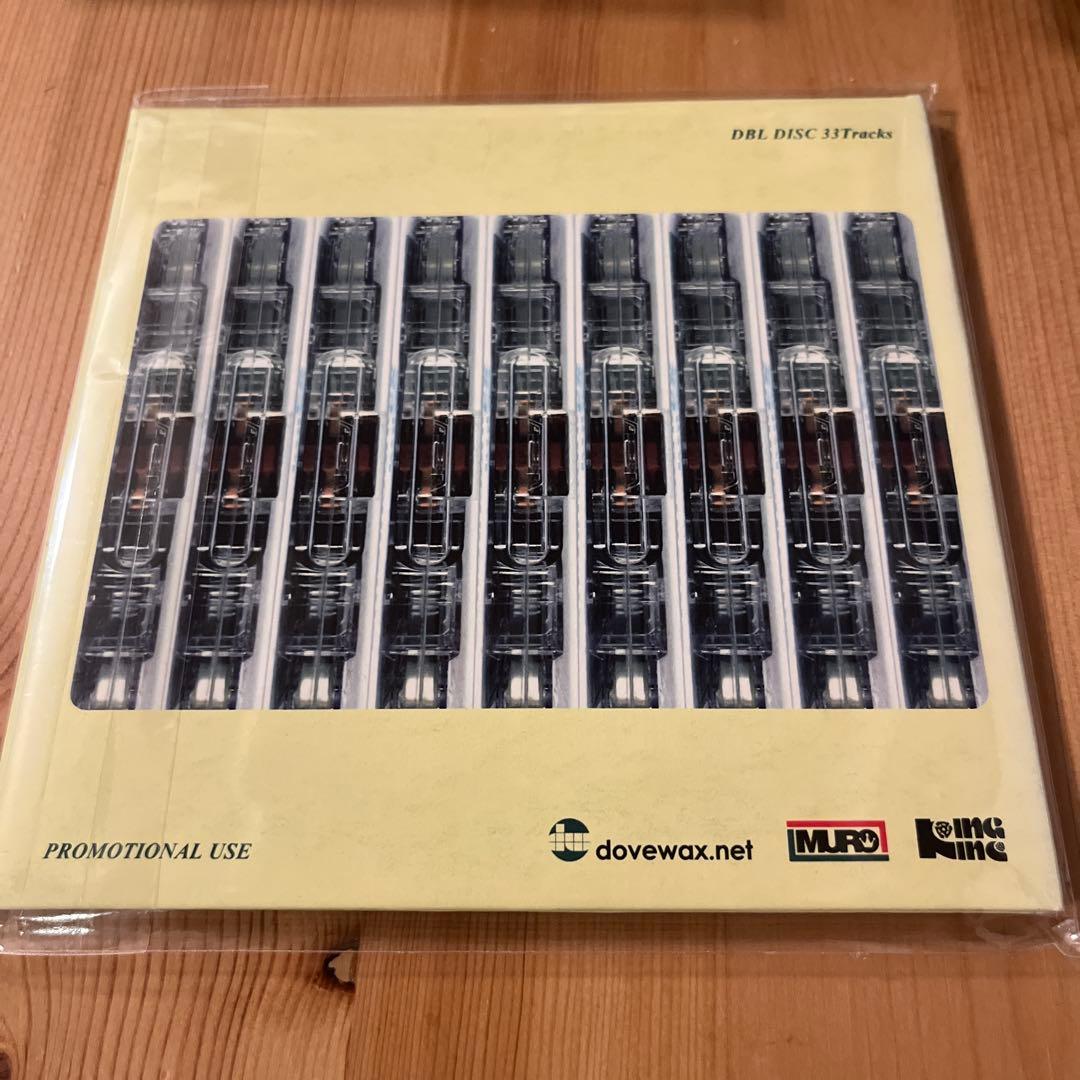 DBL DISC 33Tracks
PROMOTIONAL USE
dovewax.net
MURO
KING
KING